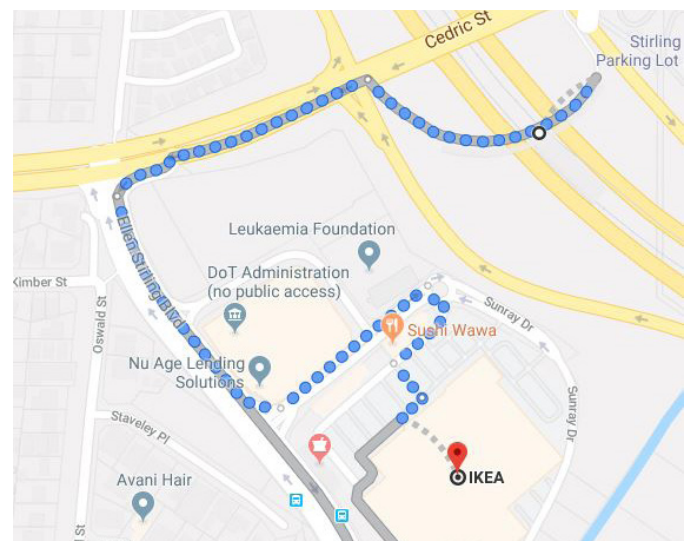 Cedric St
Stirling
Parking Lot
Leukaemia Foundation
DoT Administration
(no public access)
Ellen Stirling Blvd
Kimber St
Oswald St
Sushi Wawa
Sunray Dr
Nu Age Lending
Solutions
Sunray Dr
Staveley Pl
Avani Hair
IKEA
St